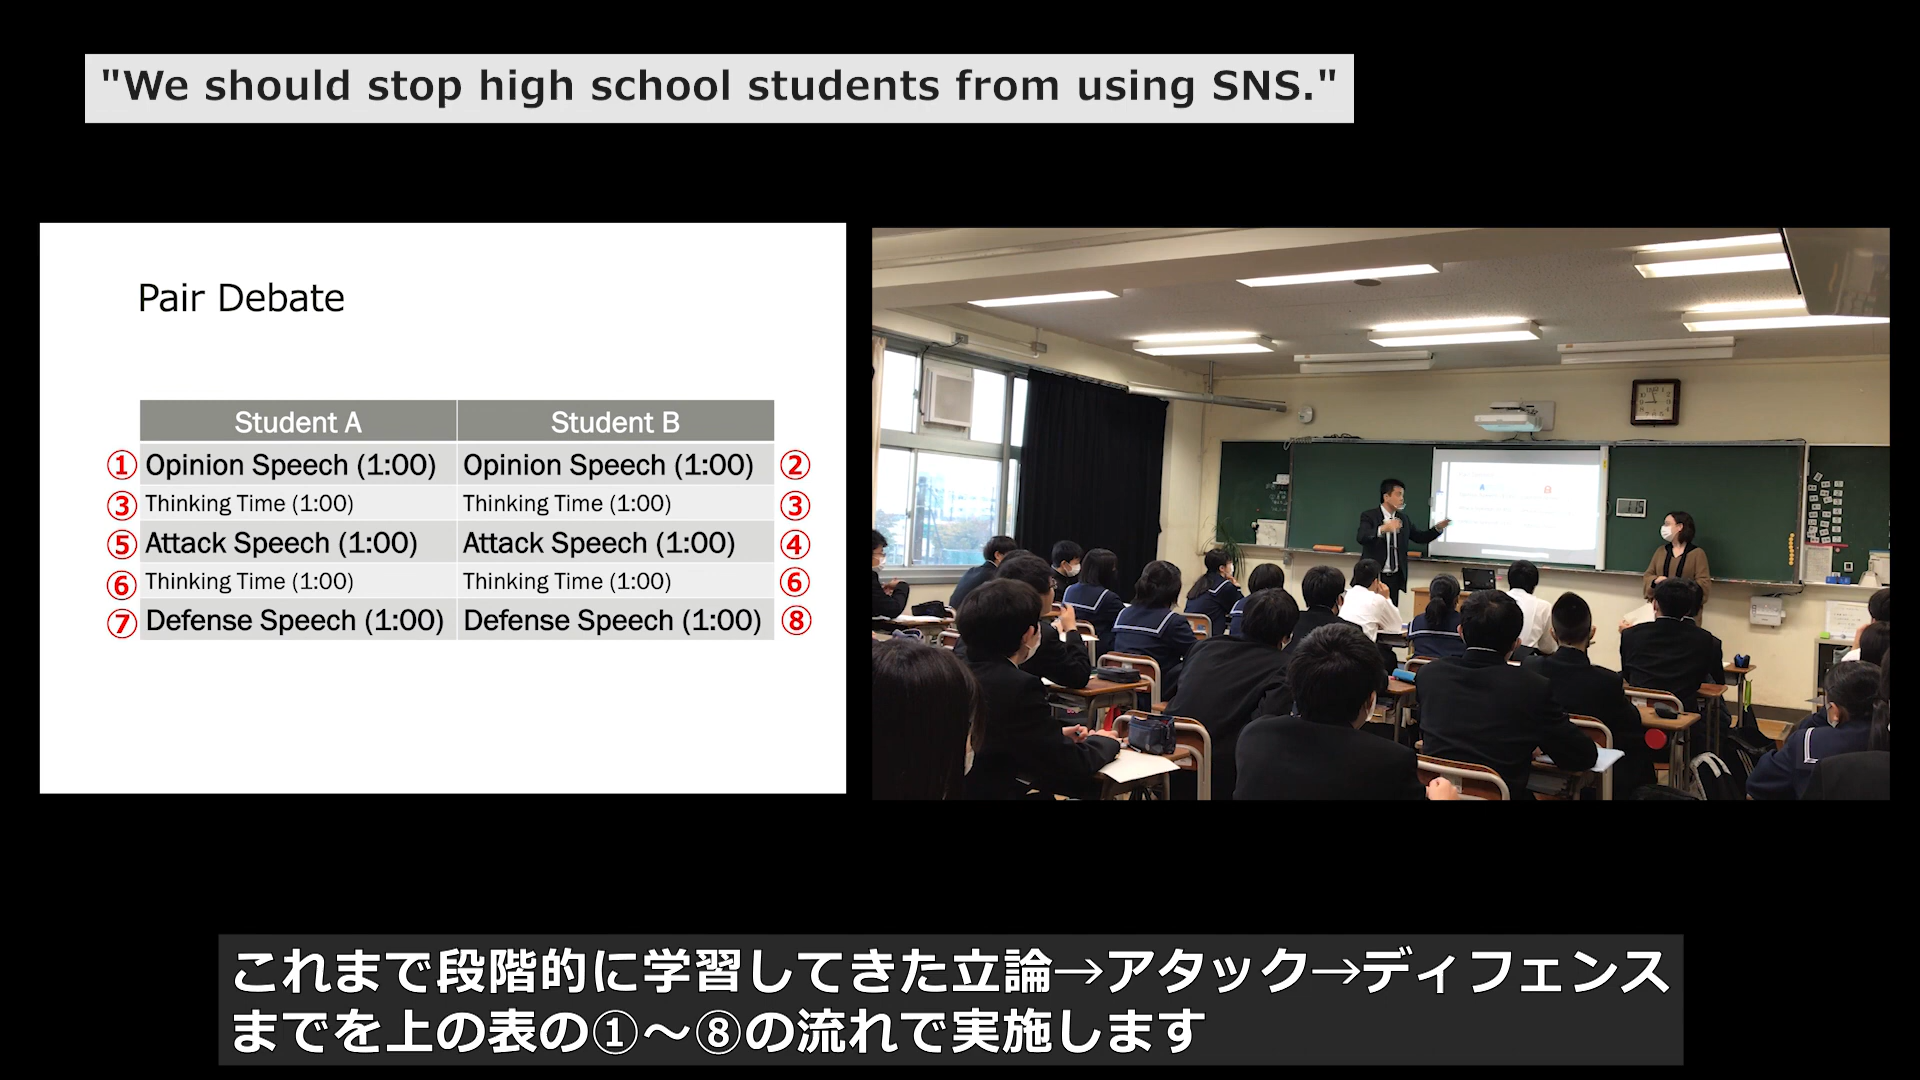 "We should stop high school students from using SNS."
Pair Debate
Student A Student B
① Opinion Speech (1:00) Opinion Speech (1:00) ②
③ Thinking Time (1:00) Thinking Time (1:00) ③
⑤ Attack Speech (1:00) Attack Speech (1:00) ④
⑥ Thinking Time (1:00) Thinking Time (1:00) ⑥
⑦ Defense Speech (1:00) Defense Speech (1:00) ⑧
これまで段階的に学習してきた立論→アタック→ディフェンス
までを上の表の①～⑧の流れで実施します